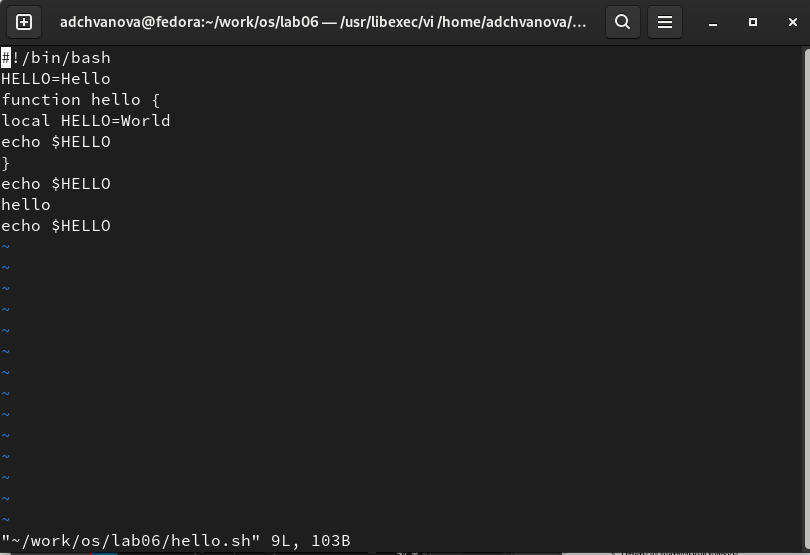 adchvanova@fedora:~/work/os/lab06 — /usr/libexec/vi /home/adchvanova/...
#!/bin/bash
HELLO=Hello
function hello {
local HELLO=World
echo $HELLO
}
echo $HELLO
hello
echo $HELLO
~
~
~
~
~
~
~
~
~
~
~
~
~
~
"~/work/os/lab06/hello.sh" 9L, 103B